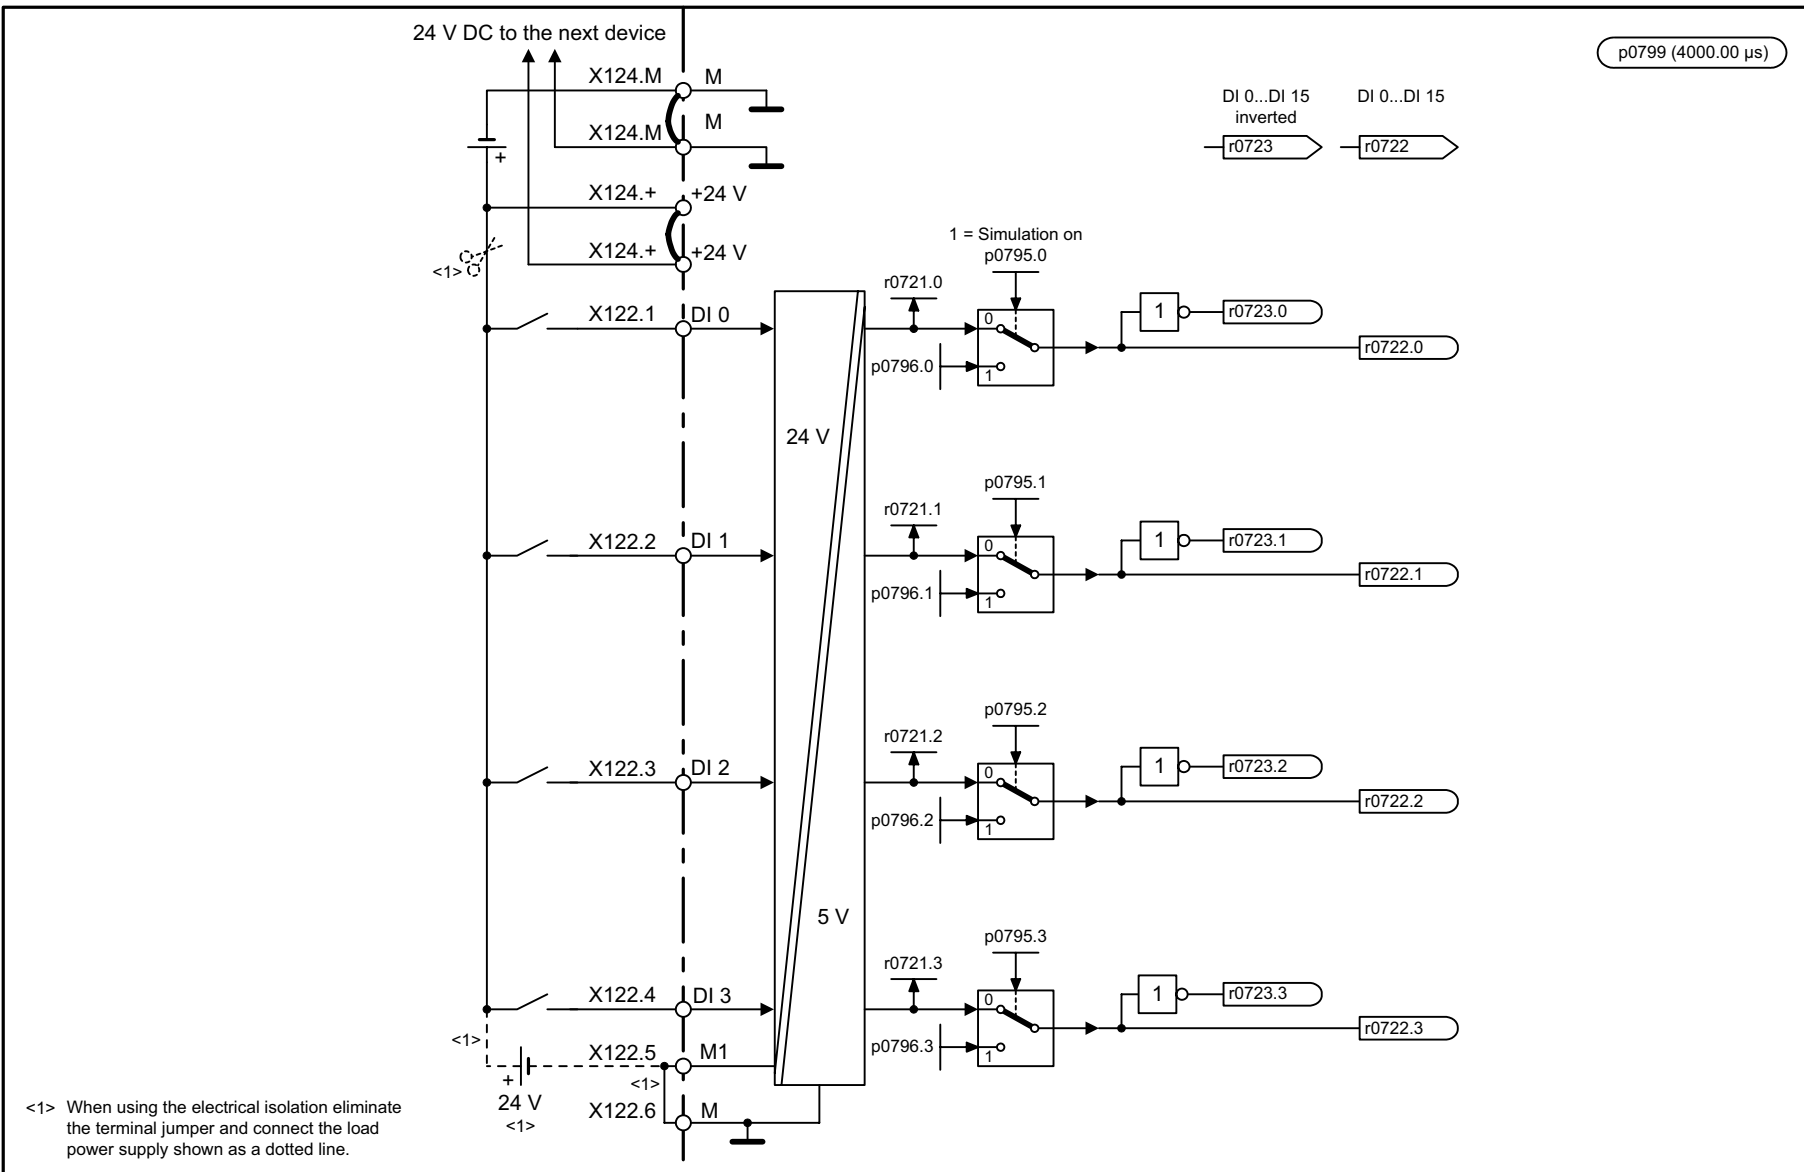 24 V DC to the next device
p0799 (4000.00 µs)
X124.M
M
DI 0...DI 15
inverted
DI 0...DI 15
X124.M
M
r0723
r0722
+
X124.+
+24 V
X124.+
+24 V
<1>
1 = Simulation on
p0795.0
r0721.0
X122.1
DI 0
0
1
r0723.0
r0722.0
p0796.0
1
24 V
p0795.1
r0721.1
X122.2
DI 1
0
1
r0723.1
r0722.1
p0796.1
1
p0795.2
r0721.2
X122.3
DI 2
0
1
r0723.2
r0722.2
p0796.2
1
5 V
p0795.3
r0721.3
X122.4
DI 3
0
1
r0723.3
r0722.3
p0796.3
1
<1>
X122.5
M1
+
<1>
24 V
<1>
X122.6
M
<1> When using the electrical isolation eliminate
the terminal jumper and connect the load
power supply shown as a dotted line.